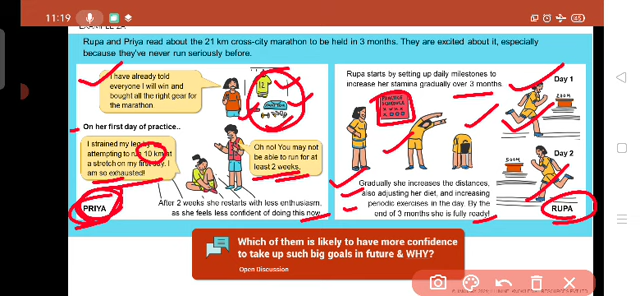 11:19
45
EXAMPLE 2A
Rupa and Priya read about the 21 km cross-city marathon to be held in 3 months. They are excited about it, especially
because they've never run seriously before.
I have already told
everyone I will win and
bought all the right gear for
the marathon.
12
On her first day of practice..
I strained my leg by
attempting to run 10 km at
a stretch on my first day. I
am so exhausted!
Oh no! You may not
be able to run for at
least 2 weeks.
PRIYA
After 2 weeks she restarts with less enthusiasm,
as she feels less confident of doing this now.
Rupa starts by setting up daily milestones to
increase her stamina gradually over 3 months.
PRACTICE
SCHEDULE
Day 1
Day 2
500M
Gradually she increases the distances,
also adjusting her diet, and increasing
periodic exercises in the day. By the
end of 3 months she is fully ready!
RUPA
Which of them is likely to have more confidence
to take up such big goals in future & WHY?
Open Discussion